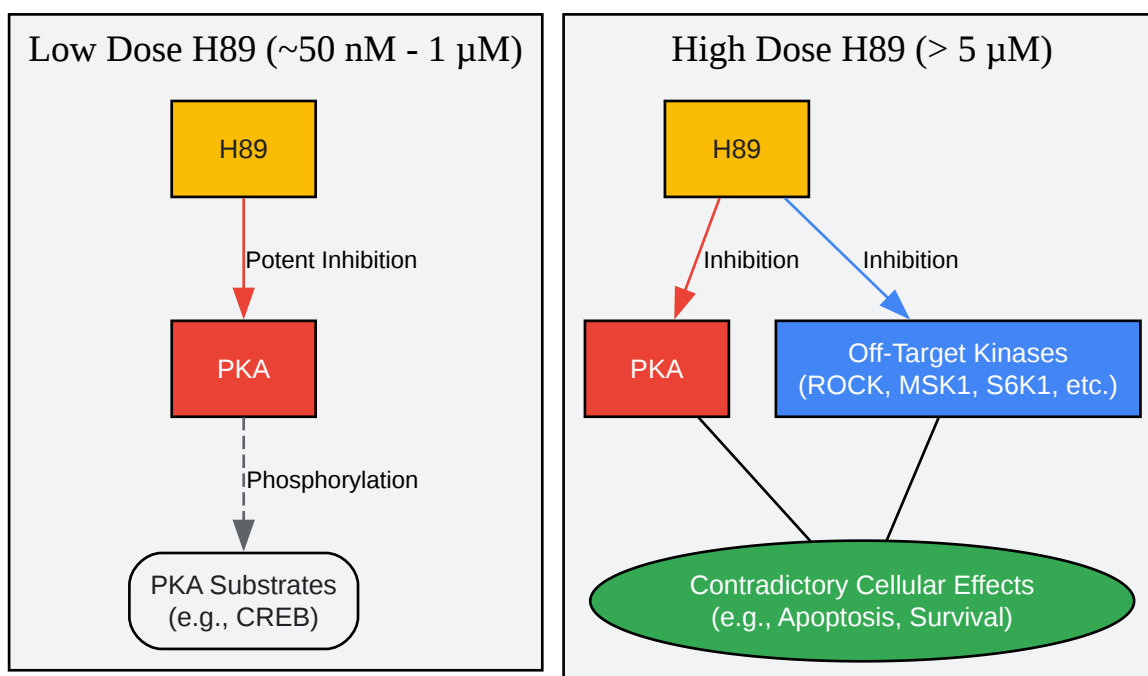 Low Dose H89 (~50 nM - 1 µM)
H89
Potent Inhibition
PKA
Phosphorylation
PKA Substrates
(e.g., CREB)
High Dose H89 (> 5 µM)
H89
Inhibition
Inhibition
PKA
Off-Target Kinases
(ROCK, MSK1, S6K1, etc.)
Contradictory Cellular Effects
(e.g., Apoptosis, Survival)